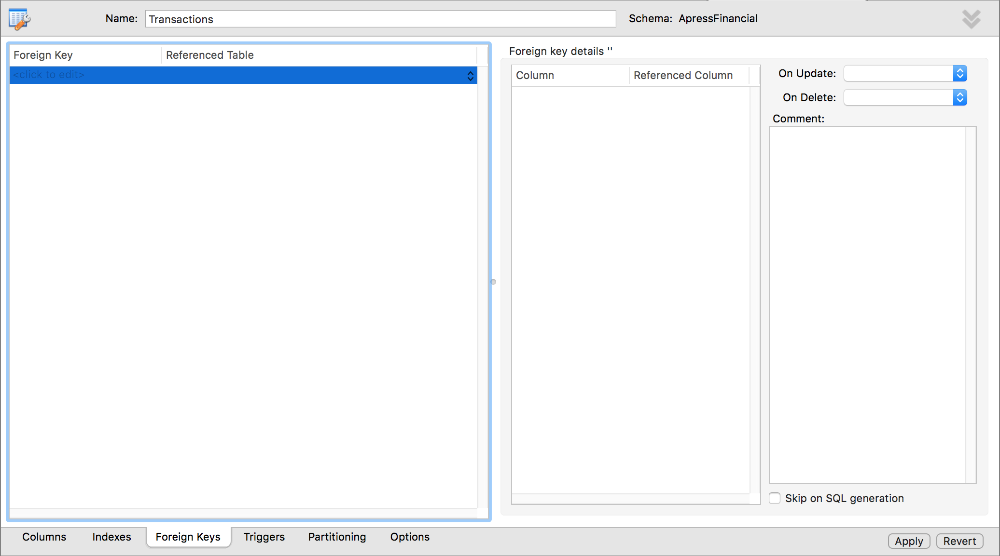 Name: Transactions Schema: ApressFinancial
Foreign Key Referenced Table
<click to edit>
Foreign key details ''
Column Referenced Column
On Update:
On Delete:
Comment:
Skip on SQL generation
Columns Indexes Foreign Keys Triggers Partitioning Options
Apply Revert